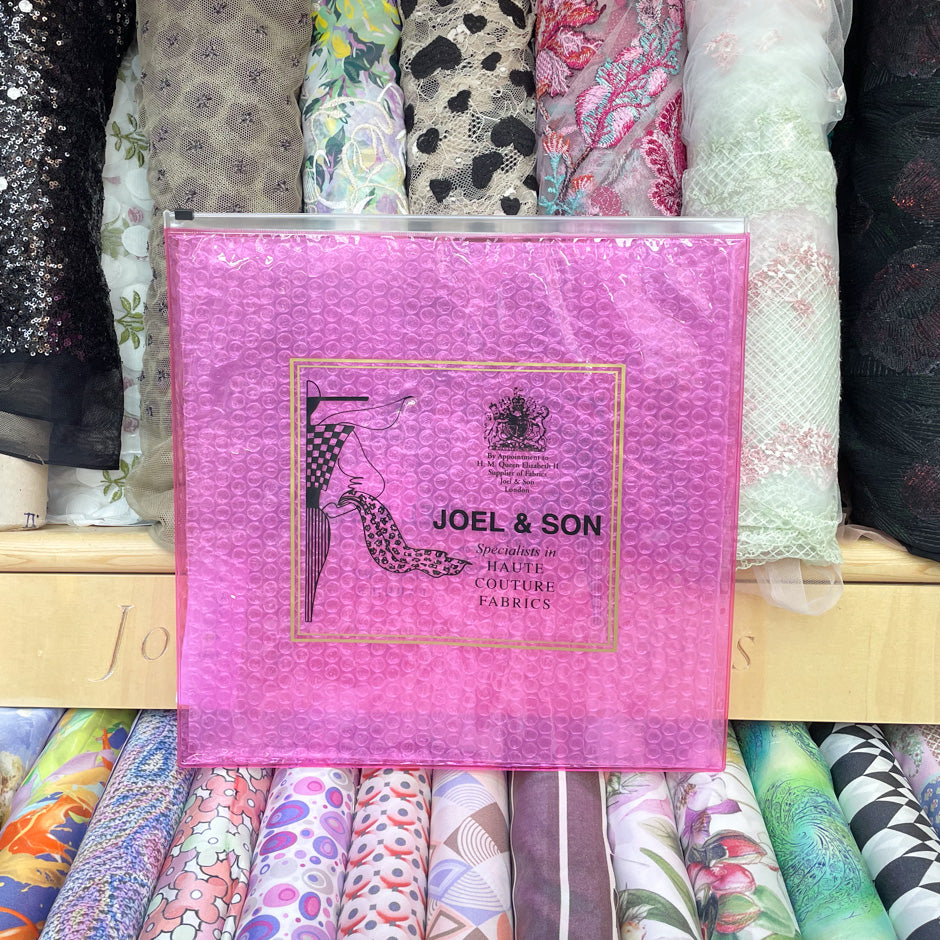 By Appointment to
H. M. Queen Elizabeth II
Supplier of Fabrics
Joel & Son
London
JOEL & SON
Specialists in
HAUTE
COUTURE
FABRICS
Jo
s